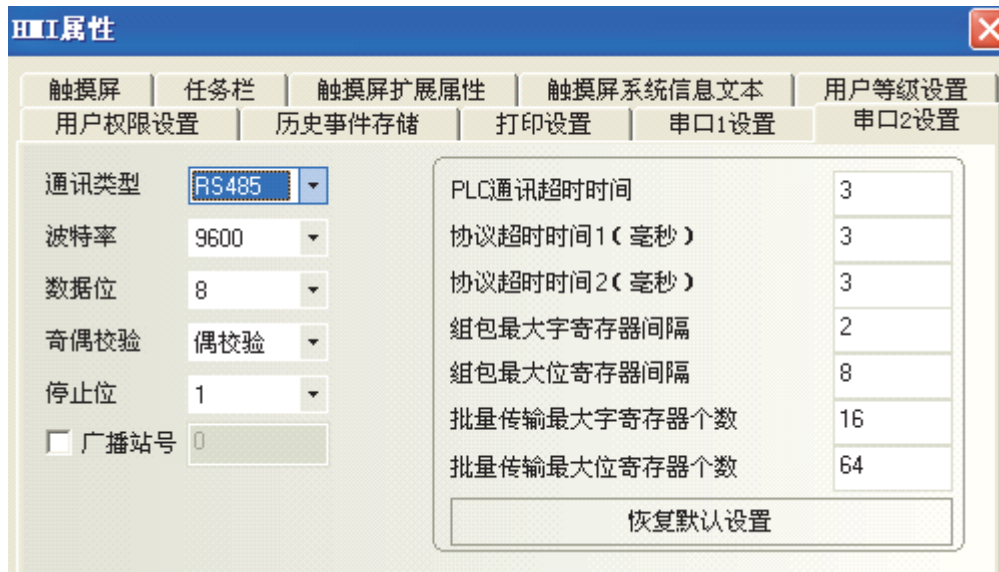 HMI属性
触摸屏 任务栏 触摸屏扩展属性 触摸屏系统信息文本 用户等级设置
用户权限设置 历史事件存储 打印设置 串口1设置 串口2设置
通讯类型 RS485
波特率 9600
数据位 8
奇偶校验 偶校验
停止位 1
广播站号 0
PLC通讯超时时间 3
协议超时时间1(毫秒) 3
协议超时时间2(毫秒) 3
组包最大字寄存器间隔 2
组包最大位寄存器间隔 8
批量传输最大字寄存器个数 16
批量传输最大位寄存器个数 64
恢复默认设置